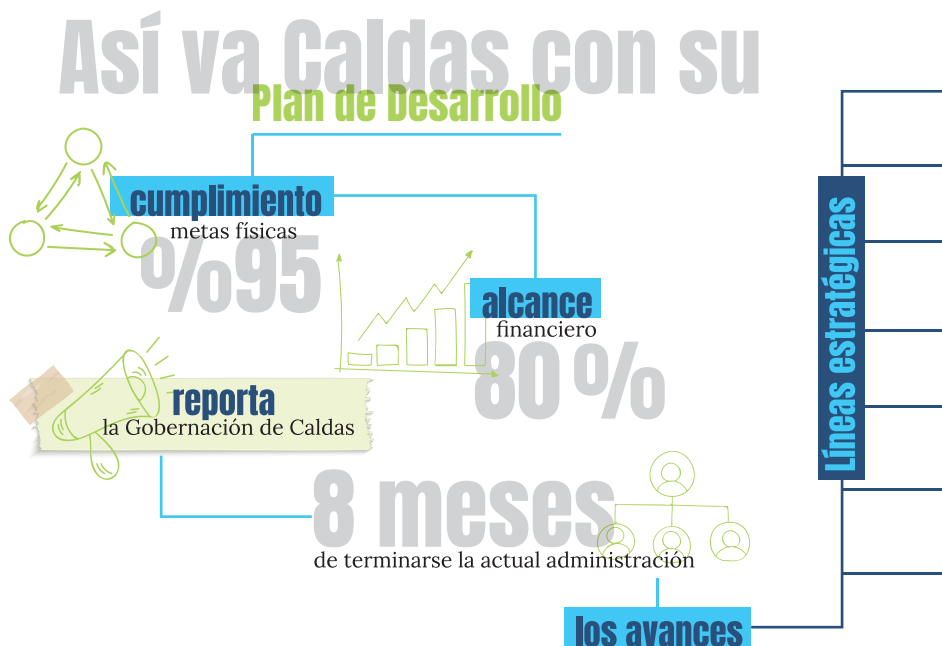 Así va Caldas con su
Plan de Desarrollo
cumplimiento
metas físicas
%95
alcance
financiero
80 %
reporta
la Gobernación de Caldas
8 meses
de terminarse la actual administración
los avances
Líneas estratégicas